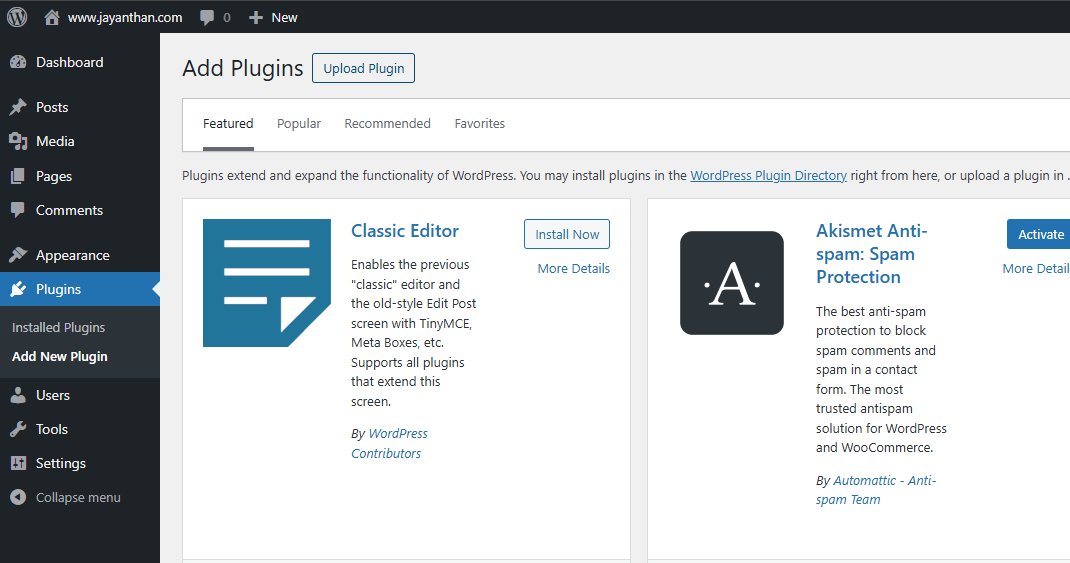 www.jayanthan.com 0 New
Dashboard
Posts
Media
Pages
Comments
Appearance
Plugins
Installed Plugins
Add New Plugin
Users
Tools
Settings
Collapse menu
Add Plugins Upload Plugin
Featured Popular Recommended Favorites
Plugins extend and expand the functionality of WordPress. You may install plugins in the WordPress Plugin Directory right from here, or upload a plugin in .
Classic Editor
Install Now
More Details
Enables the previous
"classic" editor and
the old-style Edit Post
screen with TinyMCE,
Meta Boxes, etc.
Supports all plugins
that extend this
screen.
By WordPress
Contributors
·A·
Akismet Anti-
spam: Spam
Protection
Activate
More Detail
The best anti-spam
protection to block
spam comments and
spam in a contact
form. The most
trusted antispam
solution for WordPress
and WooCommerce.
By Automattic - Anti-
spam Team